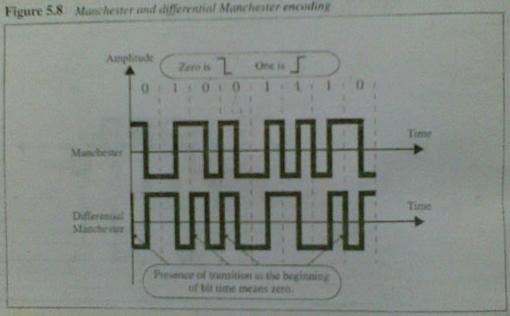 Figure 5.8 Manchester and differential Manchester encoding
Amplitude
Zero is One is
0 1 0 0 1 1 1 0
Time
Manchester
Time
Differential
Manchester
Presence of transition at the beginning
of bit time means zero.